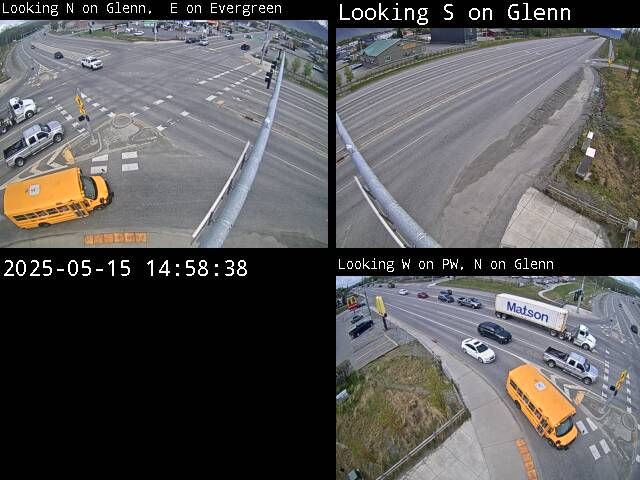 Looking N on Glenn,  E on Evergreen
Looking S on Glenn
2025-05-15 14:58:38
Looking W on PW, N on Glenn
Matson